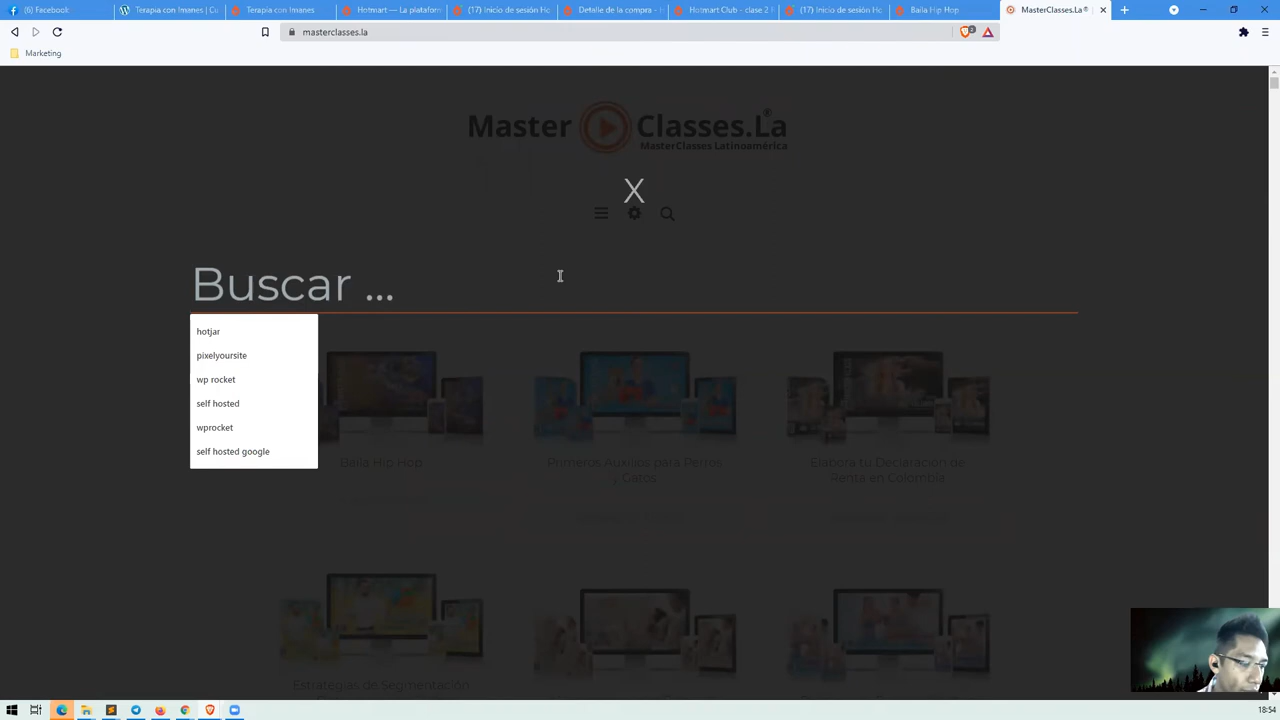 (6) Facebook
Terapia con Imanes | Cu
Terapia con Imanes
Hotmart — La plataform
(17) Inicio de sesión Ho
Detalle de la compra - H
Hotmart Club - clase 2 I
(17) Inicio de sesión Ho
Baila Hip Hop
MasterClasses.La®
masterclasses.la
Marketing
Master Classes.La®
MasterClasses Latinoamérica
X
Buscar ...
hotjar
pixelyoursite
wp rocket
self hosted
wprocket
self hosted google
Baila Hip Hop
Primeros Auxilios para Perros
y Gatos
Elabora tu Declaración de
Renta en Colombia
Estrategias de Segmentación
18:54